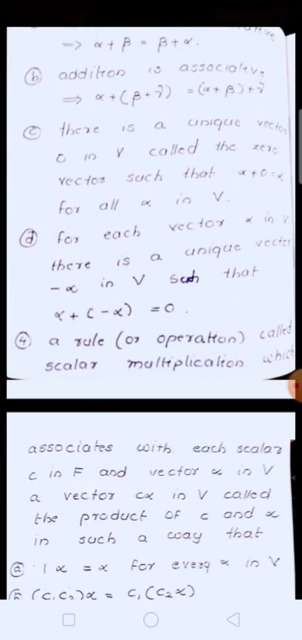 ⟹ α + β = β + α.
(b) addition is associative
⟹ α + (β + γ) = (α + β) + γ
(c) there is a unique vector
0 in V called the zero
vector such that α + 0 = α
for all α in V.
(d) for each vector α in V
there is a unique vector
-α in V such that
α + (-α) = 0.
(4) a rule (or operation) called
scalar multiplication which
associates with each scalar
c in F and vector α in V
a vector cα in V called
the product of c and α
in such a way that
(a) 1α = α for every α in V
(b) (c₁c₂)α = c₁(c₂α)